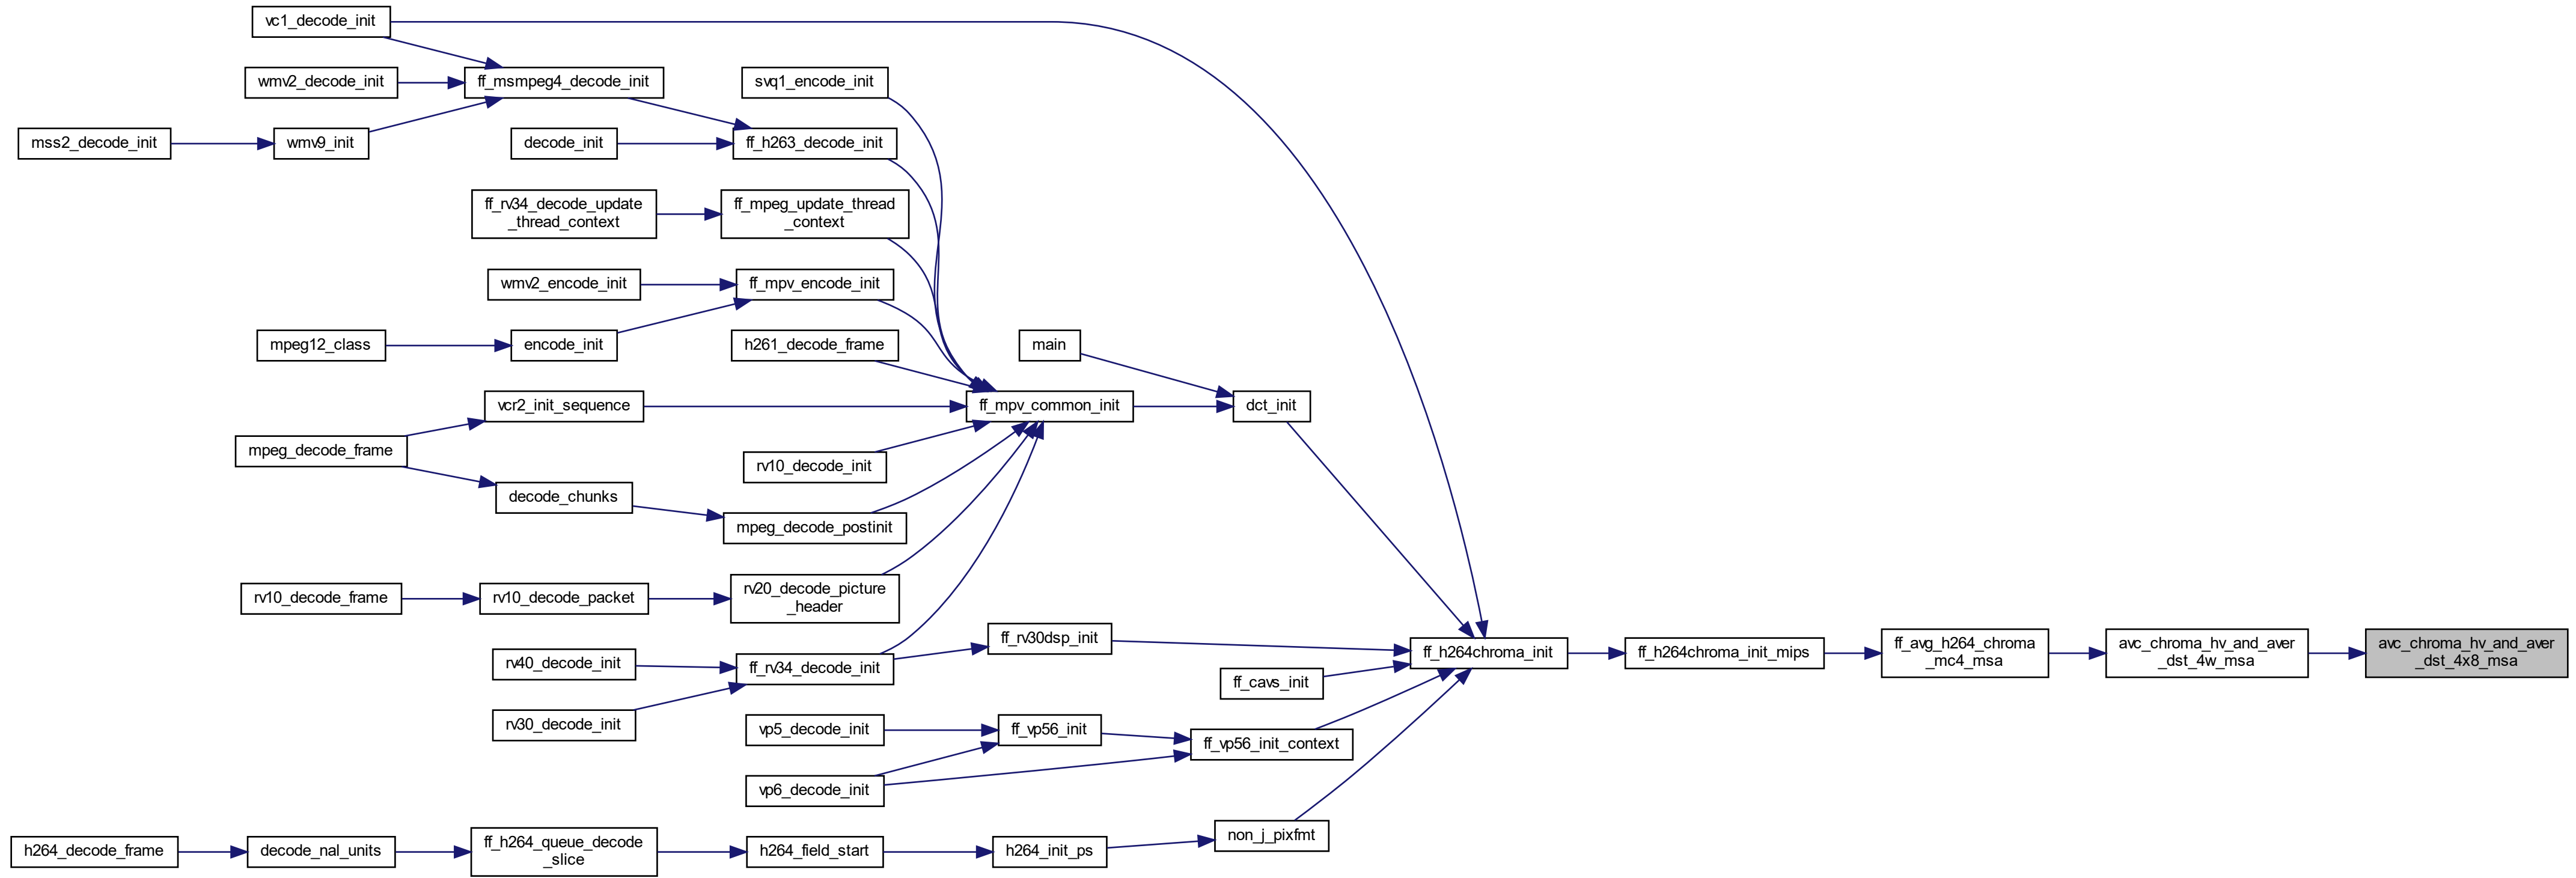 vc1_decode_init
wmv2_decode_init
ff_msmpeg4_decode_init
svq1_encode_init
mss2_decode_init
wmv9_init
decode_init
ff_h263_decode_init
ff_rv34_decode_update
_thread_context
ff_mpeg_update_thread
_context
wmv2_encode_init
ff_mpv_encode_init
mpeg12_class
encode_init
h261_decode_frame
main
vcr2_init_sequence
ff_mpv_common_init
dct_init
mpeg_decode_frame
rv10_decode_init
decode_chunks
mpeg_decode_postinit
rv10_decode_frame
rv10_decode_packet
rv20_decode_picture
_header
ff_rv30dsp_init
rv40_decode_init
ff_rv34_decode_init
ff_h264chroma_init
ff_h264chroma_init_mips
ff_avg_h264_chroma
_mc4_msa
avc_chroma_hv_and_aver
_dst_4w_msa
avc_chroma_hv_and_aver
_dst_4x8_msa
ff_cavs_init
rv30_decode_init
vp5_decode_init
ff_vp56_init
ff_vp56_init_context
vp6_decode_init
non_j_pixfmt
h264_decode_frame
decode_nal_units
ff_h264_queue_decode
_slice
h264_field_start
h264_init_ps